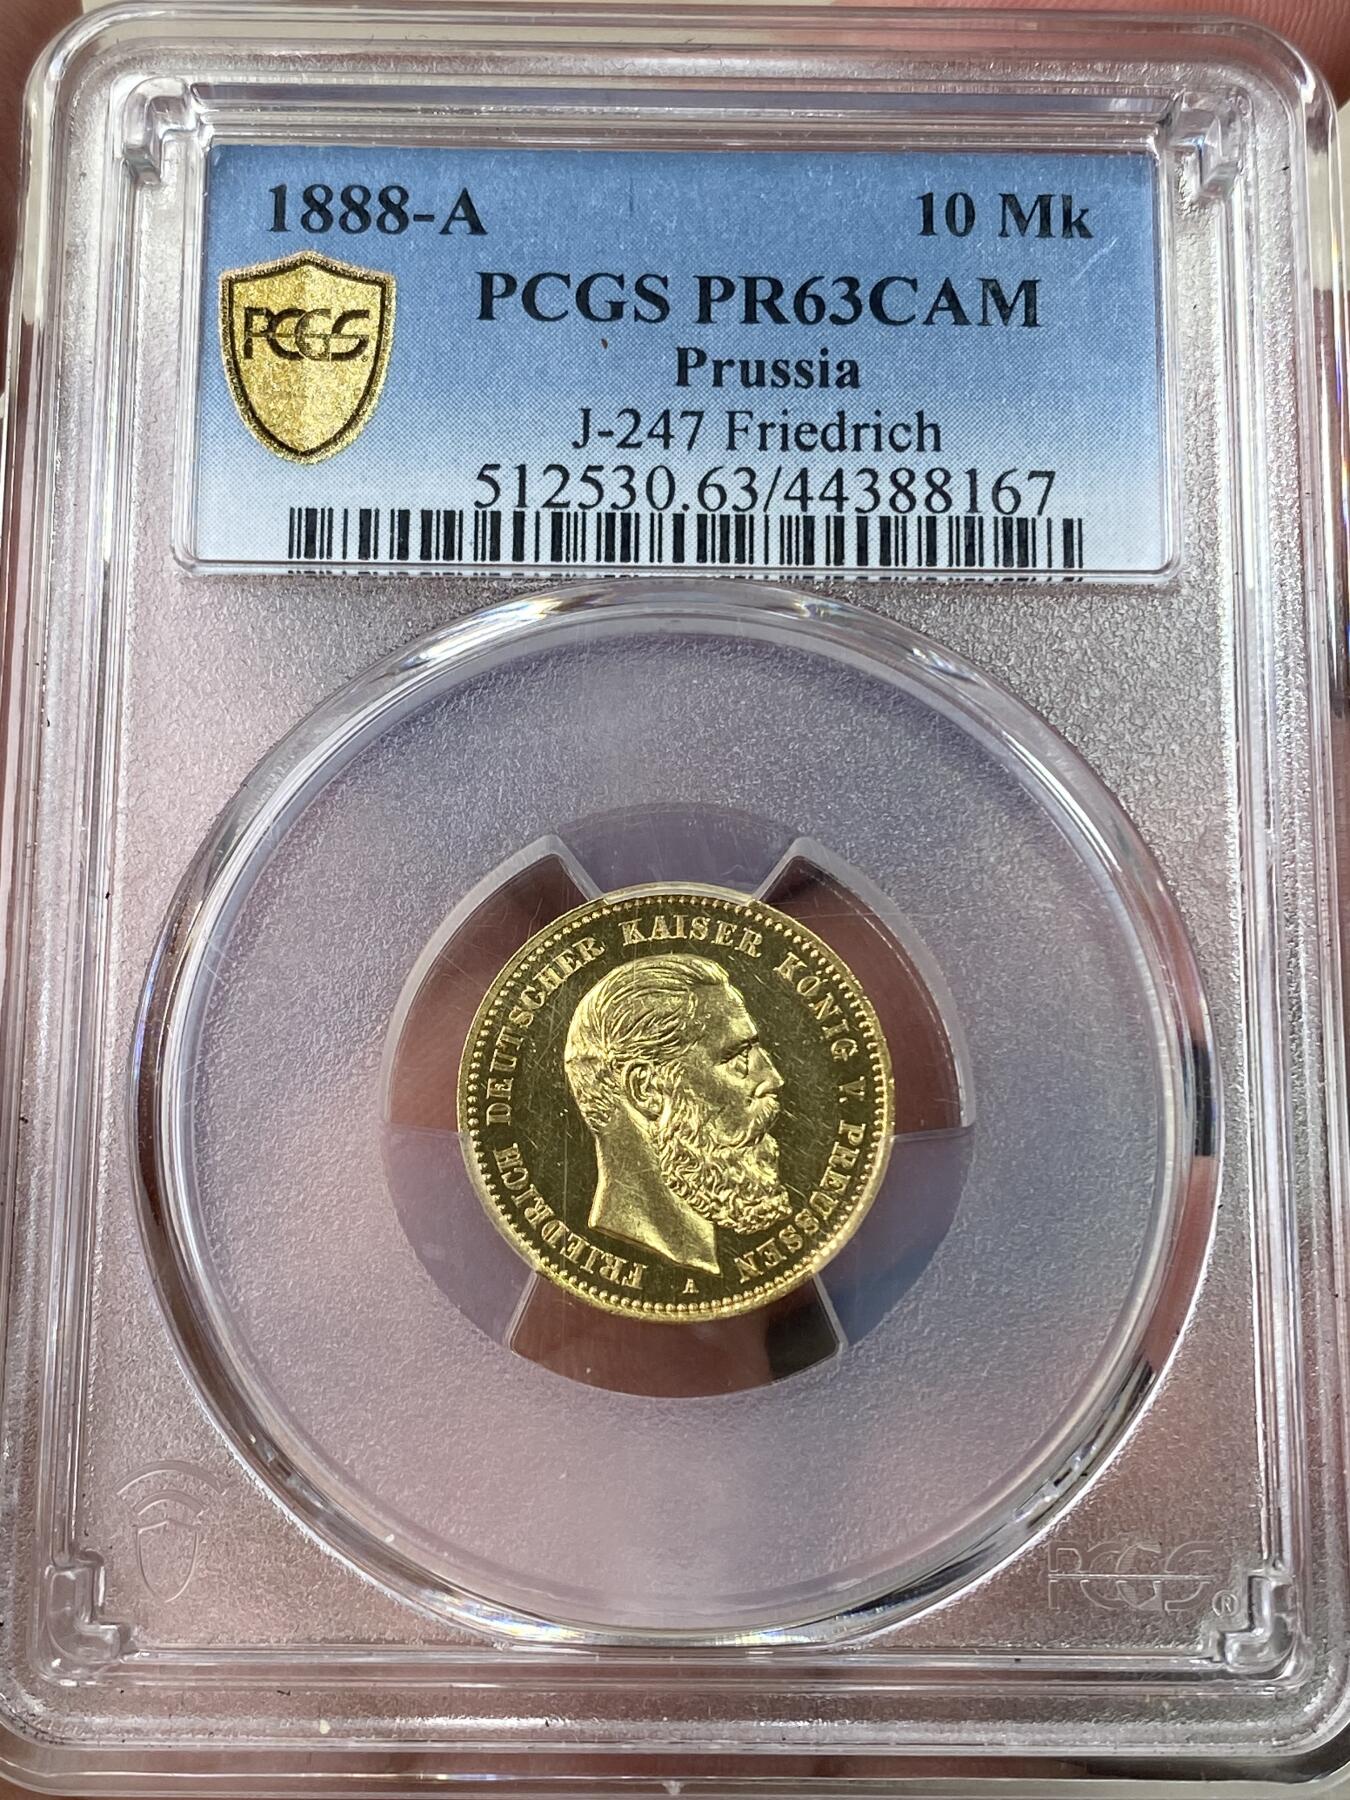 1888-A 10 Mk
PCGS PR63CAM
PCGS
Prussia
J-247 Friedrich
512530.63/44388167
FRIEDRICH DEUTSCHER KAISER KÖNIG V. PREUSSEN
A
PCGS®